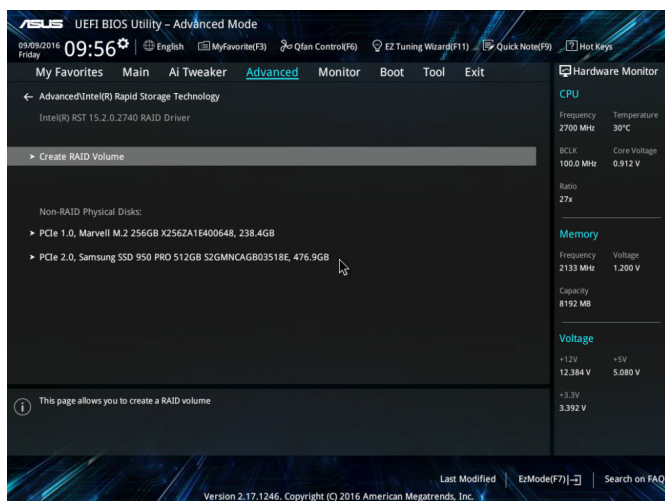 ASUS UEFI BIOS Utility – Advanced Mode
09/09/2016 Friday 09:56 English MyFavorite(F3) Qfan Control(F6) EZ Tuning Wizard(F11) Quick Note(F9) ? Hot Keys
My Favorites Main Ai Tweaker Advanced Monitor Boot Tool Exit
Hardware Monitor
← Advanced\Intel(R) Rapid Storage Technology
Intel(R) RST 15.2.0.2740 RAID Driver
> Create RAID Volume
Non-RAID Physical Disks:
> PCIe 1.0, Marvell M.2 256GB X256ZA1E400648, 238.4GB
> PCIe 2.0, Samsung SSD 950 PRO 512GB S2GMNCAGB03518E, 476.9GB
This page allows you to create a RAID volume
CPU
Frequency Temperature
2700 MHz 30°C
BCLK Core Voltage
100.0 MHz 0.912 V
Ratio
27x
Memory
Frequency Voltage
2133 MHz 1.200 V
Capacity
8192 MB
Voltage
+12V +5V
12.384 V 5.080 V
+3.3V
3.392 V
Last Modified EzMode(F7) Search on FAQ
Version 2.17.1246. Copyright (C) 2016 American Megatrends, Inc.